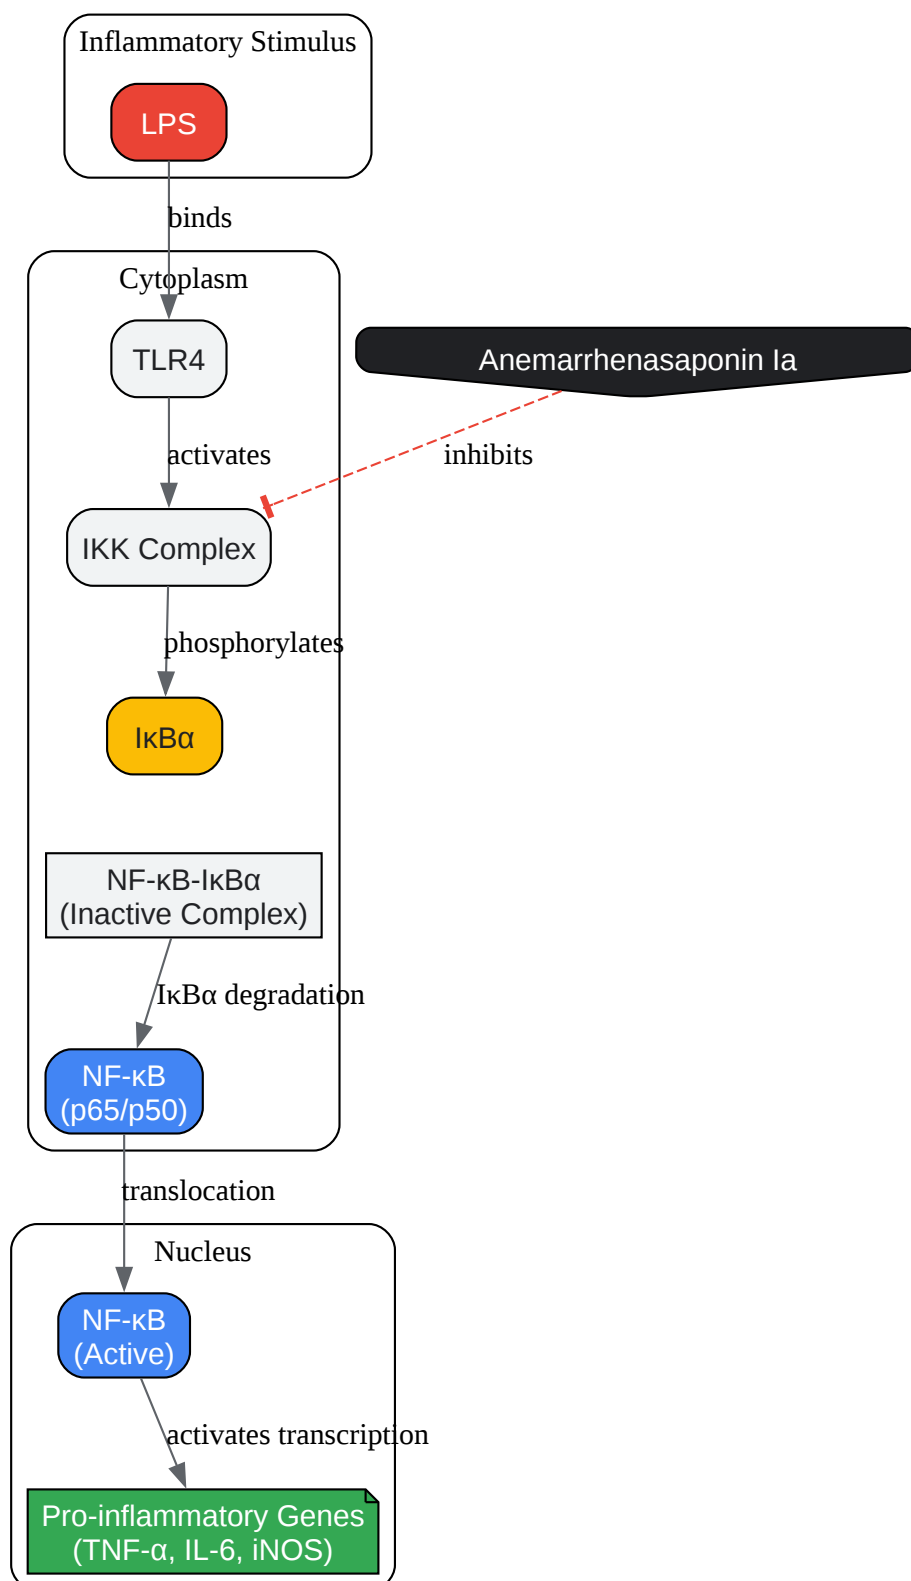 Inflammatory Stimulus
LPS
binds
Cytoplasm
TLR4
Anemarrhenasaponin Ia
activates
inhibits
IKK Complex
phosphorylates
IκBα
NF-κB-IκBα
(Inactive Complex)
IκBα degradation
NF-κB
(p65/p50)
translocation
Nucleus
NF-κB
(Active)
activates transcription
Pro-inflammatory Genes
(TNF-α, IL-6, iNOS)